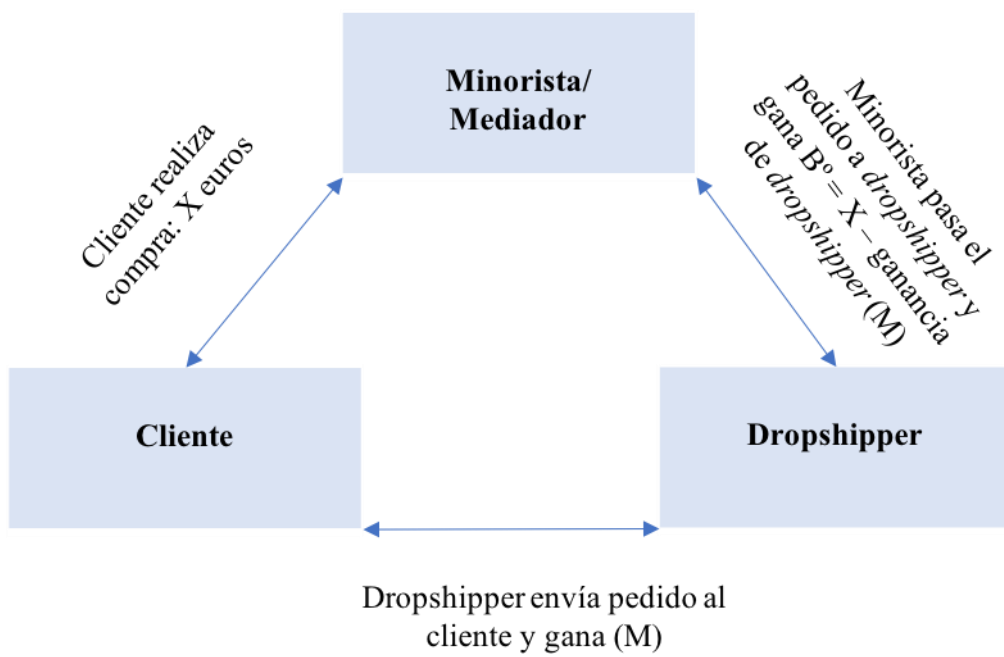 Minorista/
Mediador
Cliente realiza
compra: X euros
Minorista pasa el
pedido a dropshipper y
gana Bº = X – ganancia
de dropshipper (M)
Cliente
Dropshipper
Dropshipper envía pedido al
cliente y gana (M)